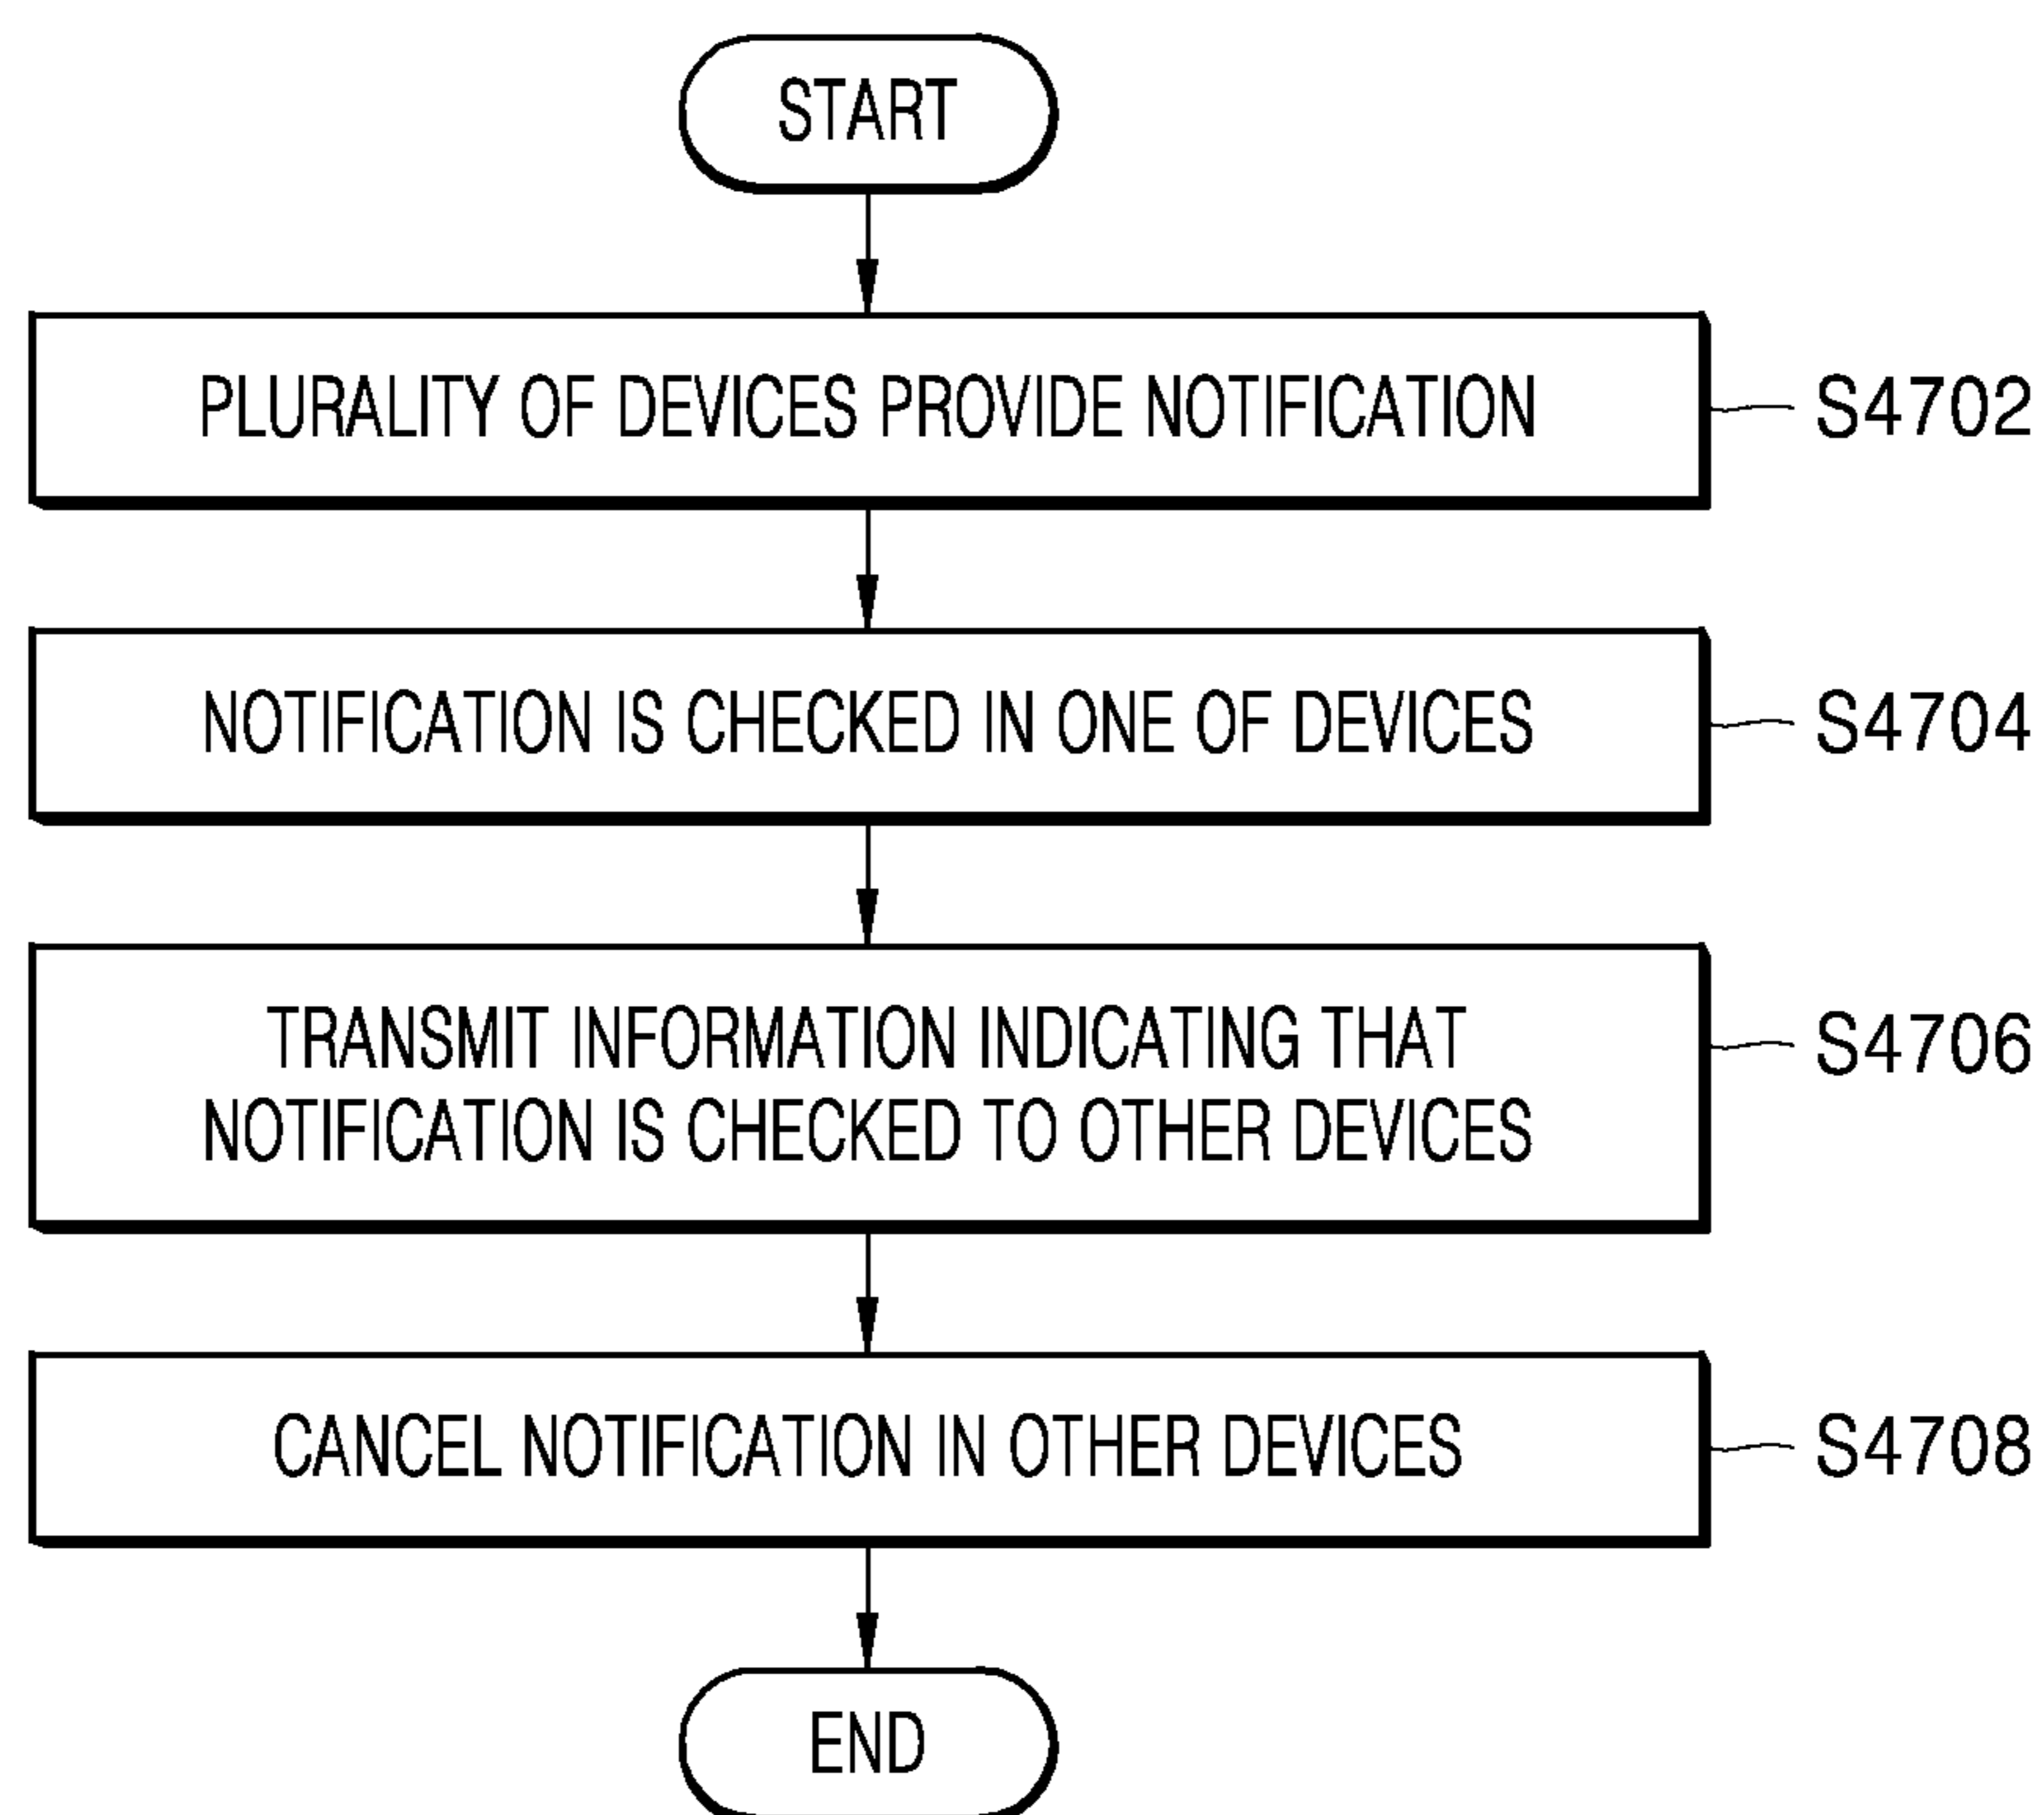 START
PLURALITY OF DEVICES PROVIDE NOTIFICATION
S4702
NOTIFICATION IS CHECKED IN ONE OF DEVICES
S4704
TRANSMIT INFORMATION INDICATING THAT
NOTIFICATION IS CHECKED TO OTHER DEVICES
S4706
CANCEL NOTIFICATION IN OTHER DEVICES
S4708
END